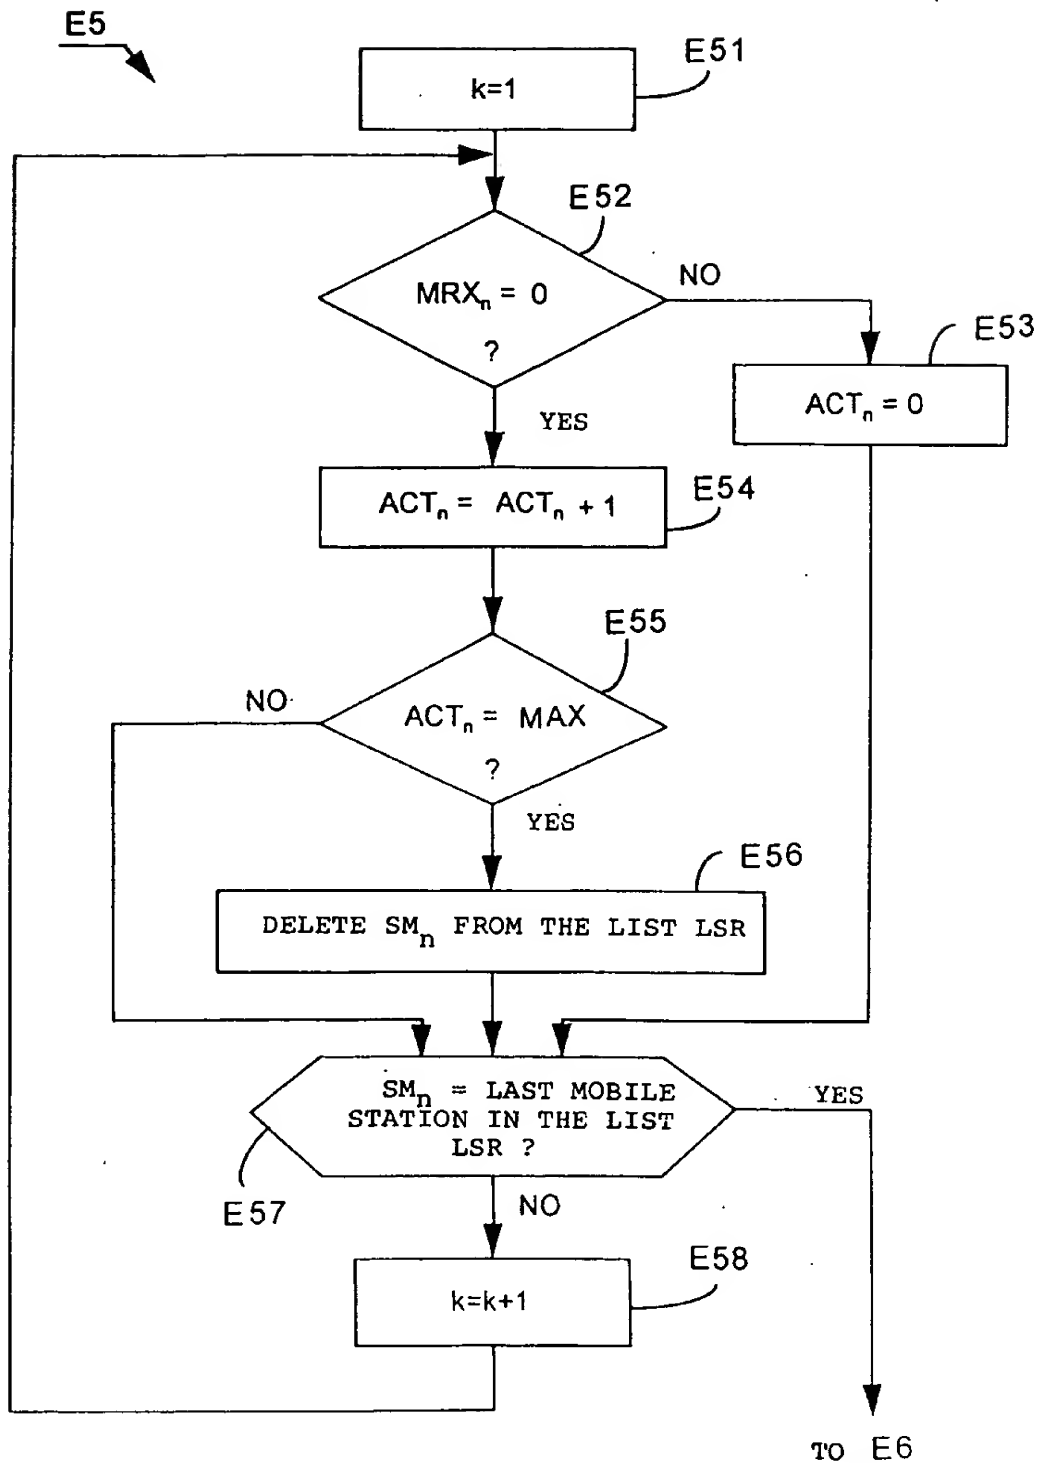 E5
E51
k=1
E52
MRXn = 0
?
NO
E53
ACTn = 0
YES
E54
ACTn = ACTn + 1
E55
NO
ACTn = MAX
?
YES
E56
DELETE SMn FROM THE LIST LSR
SMn = LAST MOBILE
STATION IN THE LIST
LSR ?
YES
E57
NO
E58
k=k+1
TO E6